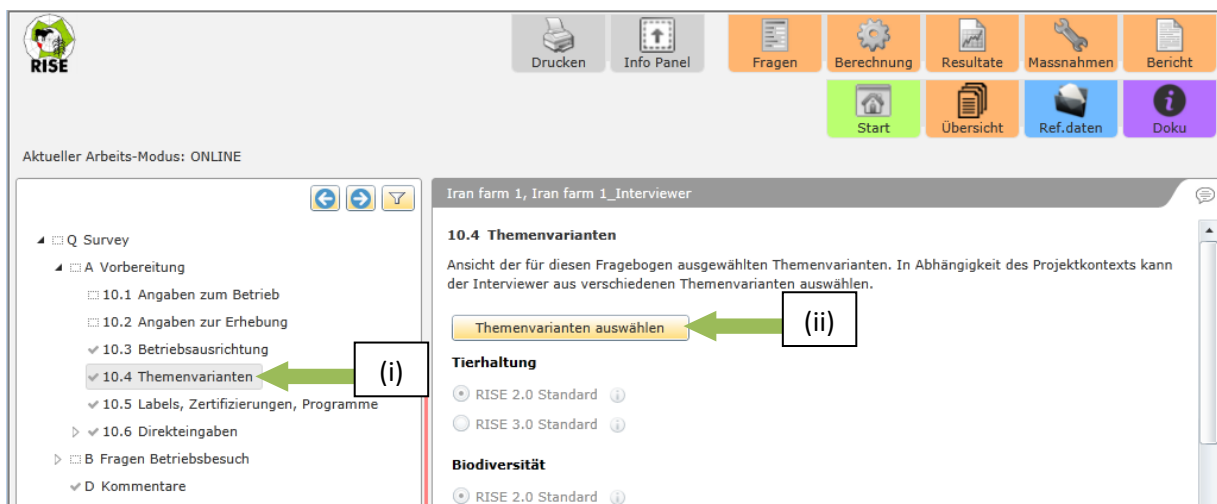 RISE
Drucken
Info Panel
Fragen
Berechnung
Resultate
Massnahmen
Bericht
Start
Übersicht
Ref.daten
Doku
Aktueller Arbeits-Modus: ONLINE
Q Survey
A Vorbereitung
10.1 Angaben zum Betrieb
10.2 Angaben zur Erhebung
10.3 Betriebsausrichtung
10.4 Themenvarianten
(i)
10.5 Labels, Zertifizierungen, Programme
10.6 Direkteingaben
B Fragen Betriebsbesuch
D Kommentare
Iran farm 1, Iran farm 1_Interviewer
10.4 Themenvarianten
Ansicht der für diesen Fragebogen ausgewählten Themenvarianten. In Abhängigkeit des Projektkontexts kann
der Interviewer aus verschiedenen Themenvarianten auswählen.
Themenvarianten auswählen
(ii)
Tierhaltung
RISE 2.0 Standard
RISE 3.0 Standard
Biodiversität
RISE 2.0 Standard